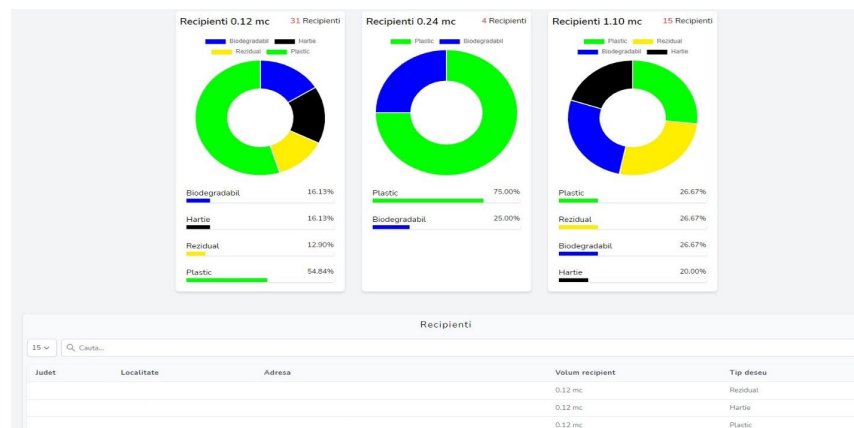 Recipienti 0.12 mc 31 Recipienti
Biodegradabil Hartie
Rezidual Plastic
Biodegradabil 16.13%
Hartie 16.13%
Rezidual 12.90%
Plastic 54.84%
Recipienti 0.24 mc 4 Recipienti
Plastic Biodegradabil
Plastic 75.00%
Biodegradabil 25.00%
Recipienti 1.10 mc 15 Recipienti
Plastic Rezidual
Biodegradabil Hartie
Plastic 26.67%
Rezidual 26.67%
Biodegradabil 26.67%
Hartie 20.00%
Recipienti
15 Cauta...
Judet Localitate Adresa Volum recipient Tip deseu
0.12 mc Rezidual
0.12 mc Hartie
0.12 mc Plastic